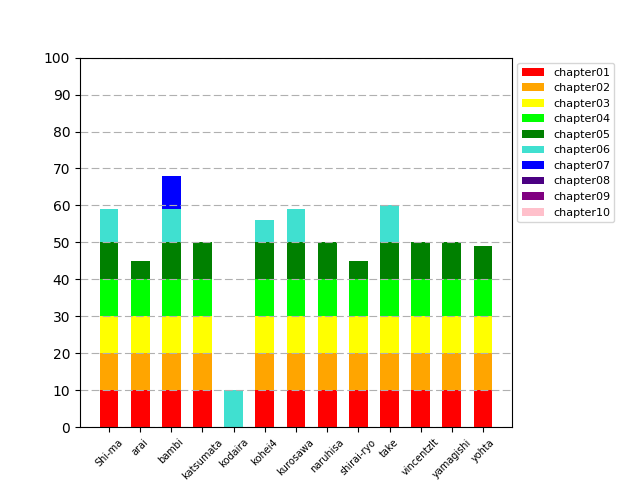 100
90
80
70
60
50
40
30
20
10
0
Shi-ma
arai
bambi
katsumata
kodaira
kohei4
kurosawa
naruhisa
shirai-ryo
take
vincentzlt
yamagishi
yohta
chapter01
chapter02
chapter03
chapter04
chapter05
chapter06
chapter07
chapter08
chapter09
chapter10